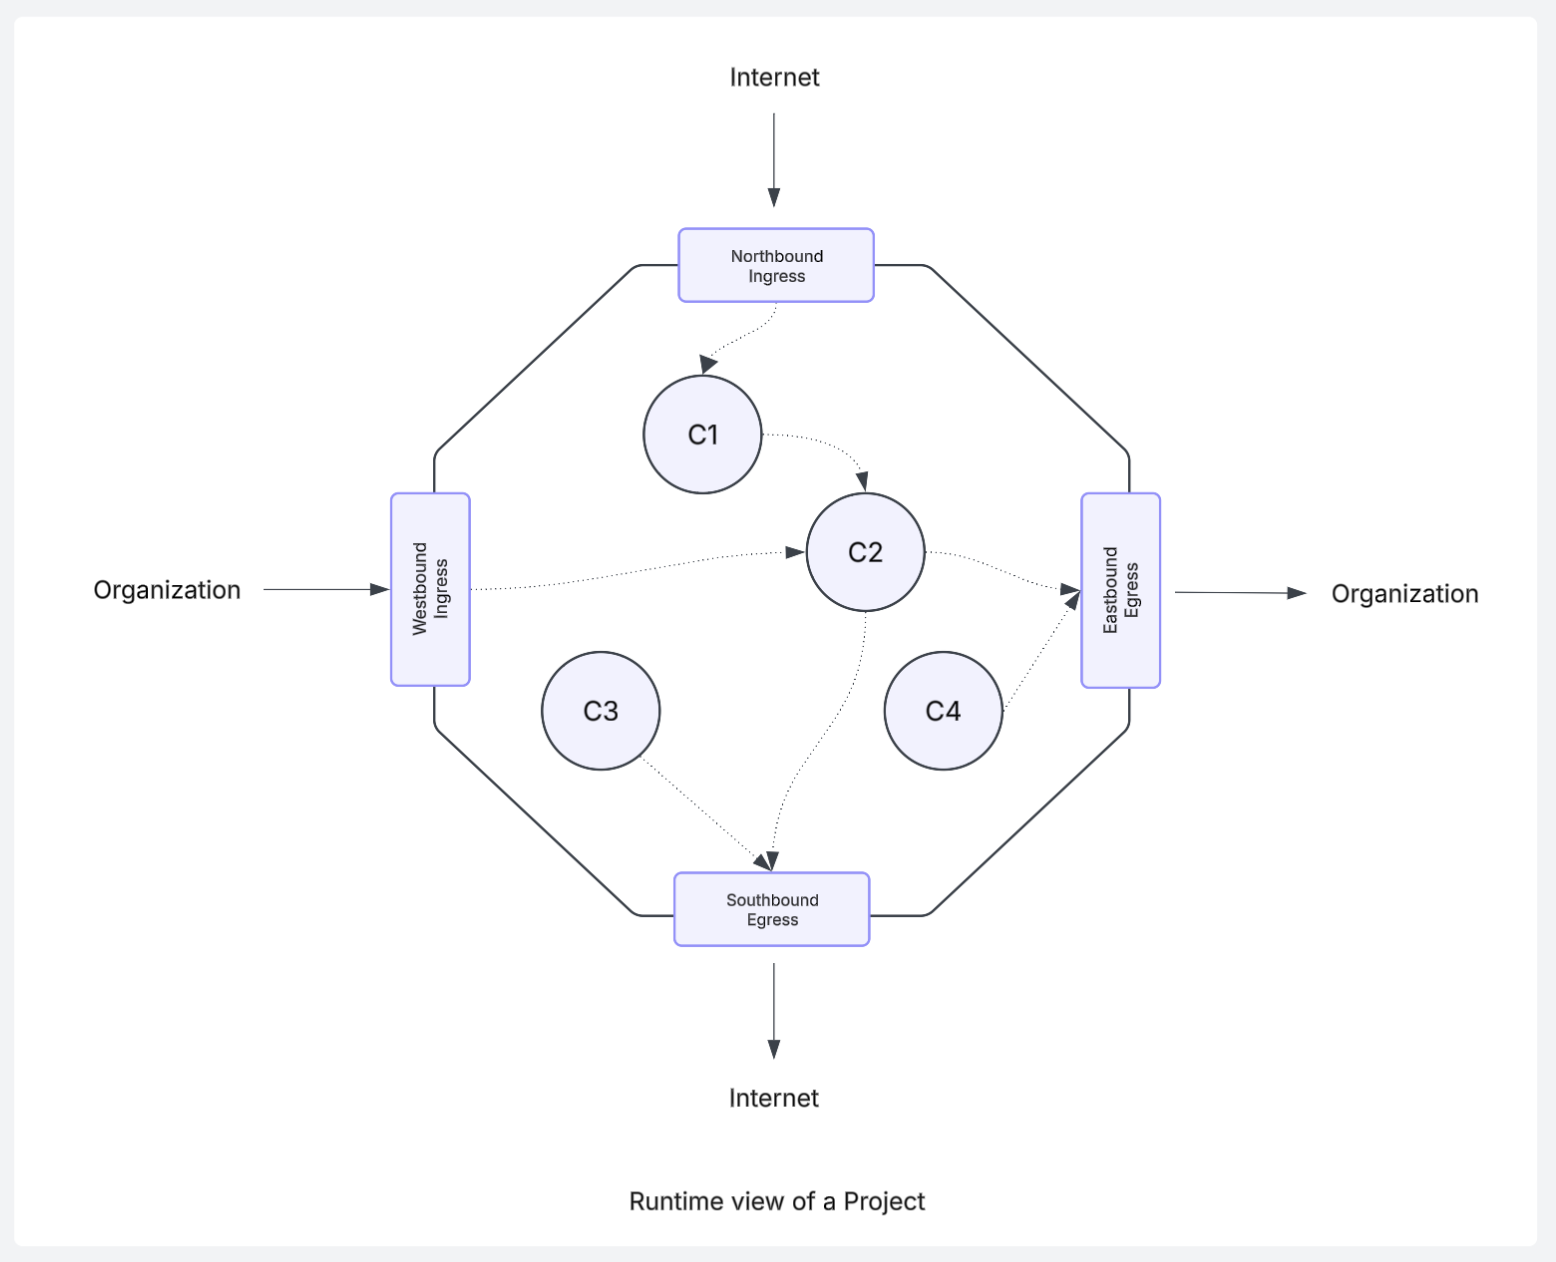 Internet
Northbound
Ingress
C1
C2
Westbound
Ingress
Eastbound
Egress
Organization
Organization
C3
C4
Southbound
Egress
Internet
Runtime view of a Project